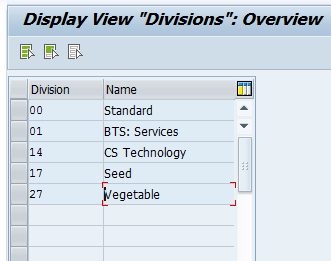 Display View "Divisions": Overview
Division Name
00 Standard
01 BTS: Services
14 CS Technology
17 Seed
27 Vegetable